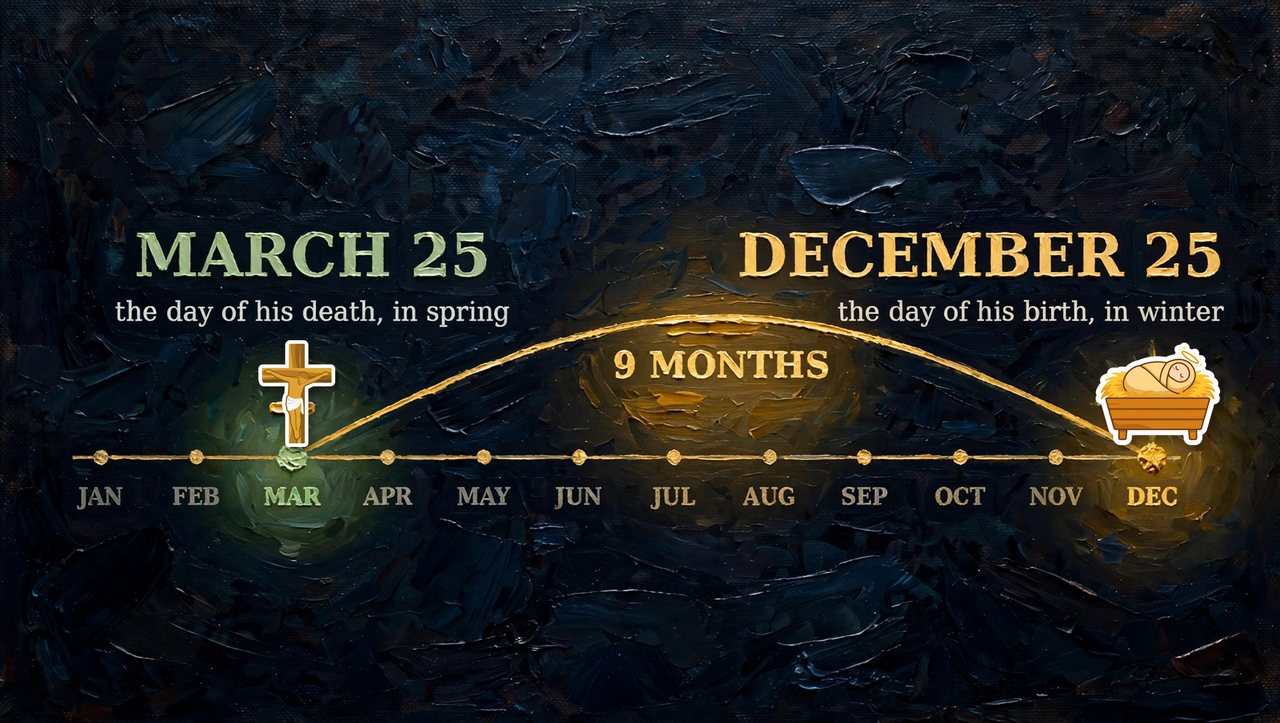 MARCH 25
the day of his death, in spring
DECEMBER 25
the day of his birth, in winter
9 MONTHS
JAN FEB MAR APR MAY JUN JUL AUG SEP OCT NOV DEC